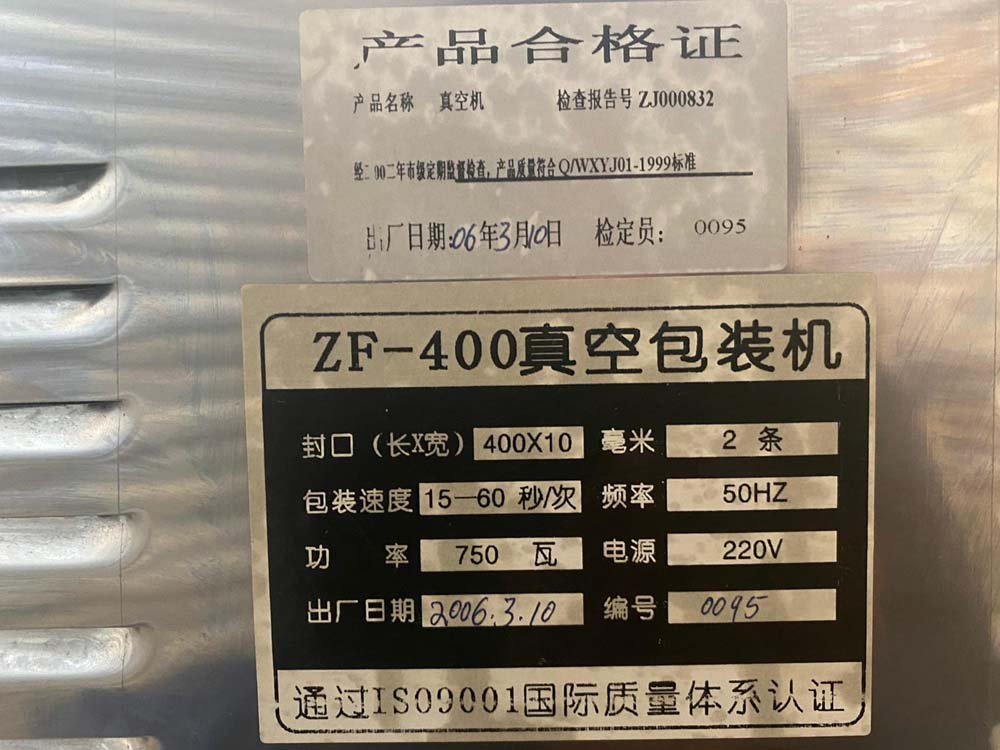 产品合格证
产品名称 真空机 检查报告号 ZJ000832
经二00二年市级定期监督检查，产品质量符合Q/WXYJ01-1999标准
出厂日期:06年3月10日 检定员： 0095
ZF-400真空包装机
封口（长X宽） 400X10 毫米 2 条
包装速度 15—60 秒/次 频率 50HZ
功 率 750 瓦 电源 220V
出厂日期 2006.3.10 编号 0095
通过ISO9001国际质量体系认证